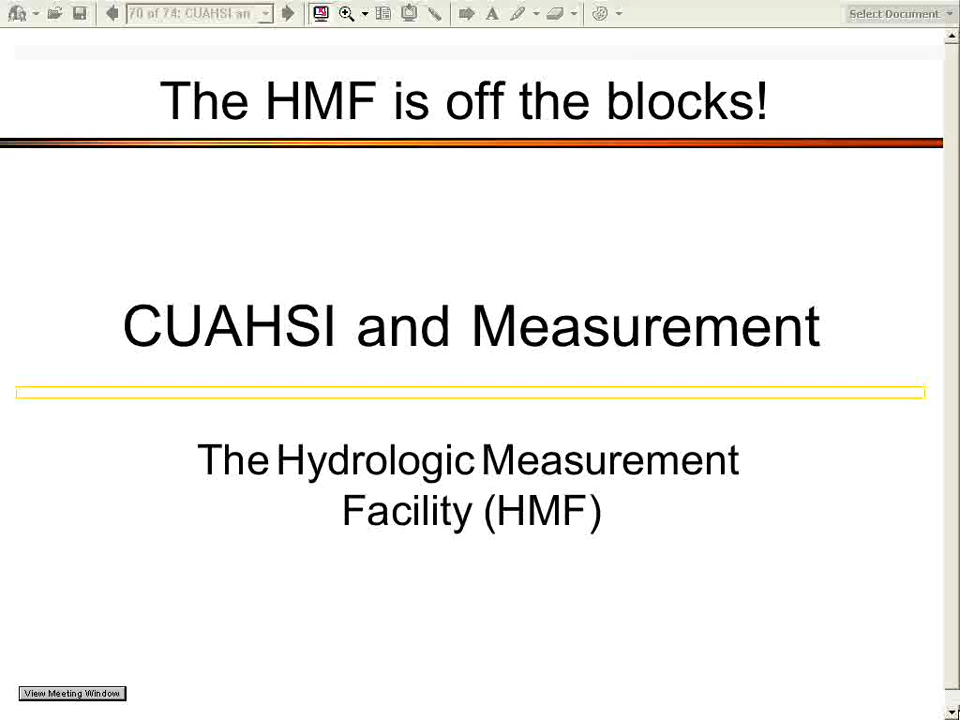 70 of 74: CUAHSI an
Select Document
The HMF is off the blocks!
CUAHSI and Measurement
The Hydrologic Measurement
Facility (HMF)
View Meeting Window